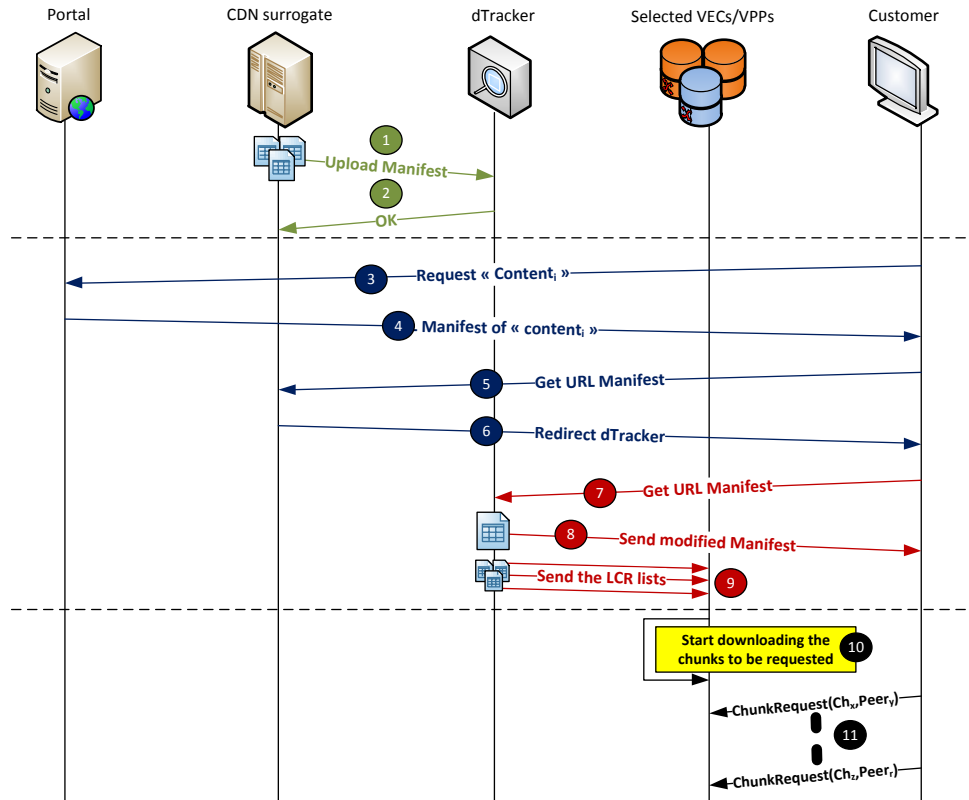 Portal
CDN surrogate
dTracker
Selected VECs/VPPs
Customer
1
Upload Manifest
2
OK
Request « Contentᵢ »
3
4
Manifest of « contentᵢ »
5
Get URL Manifest
6
Redirect dTracker
7
Get URL Manifest
8
Send modified Manifest
Send the LCR lists
9
Start downloading the
chunks to be requested
10
ChunkRequest(Chₓ,Peerᵧ)
11
ChunkRequest(Ch_z,Peerᵣ)